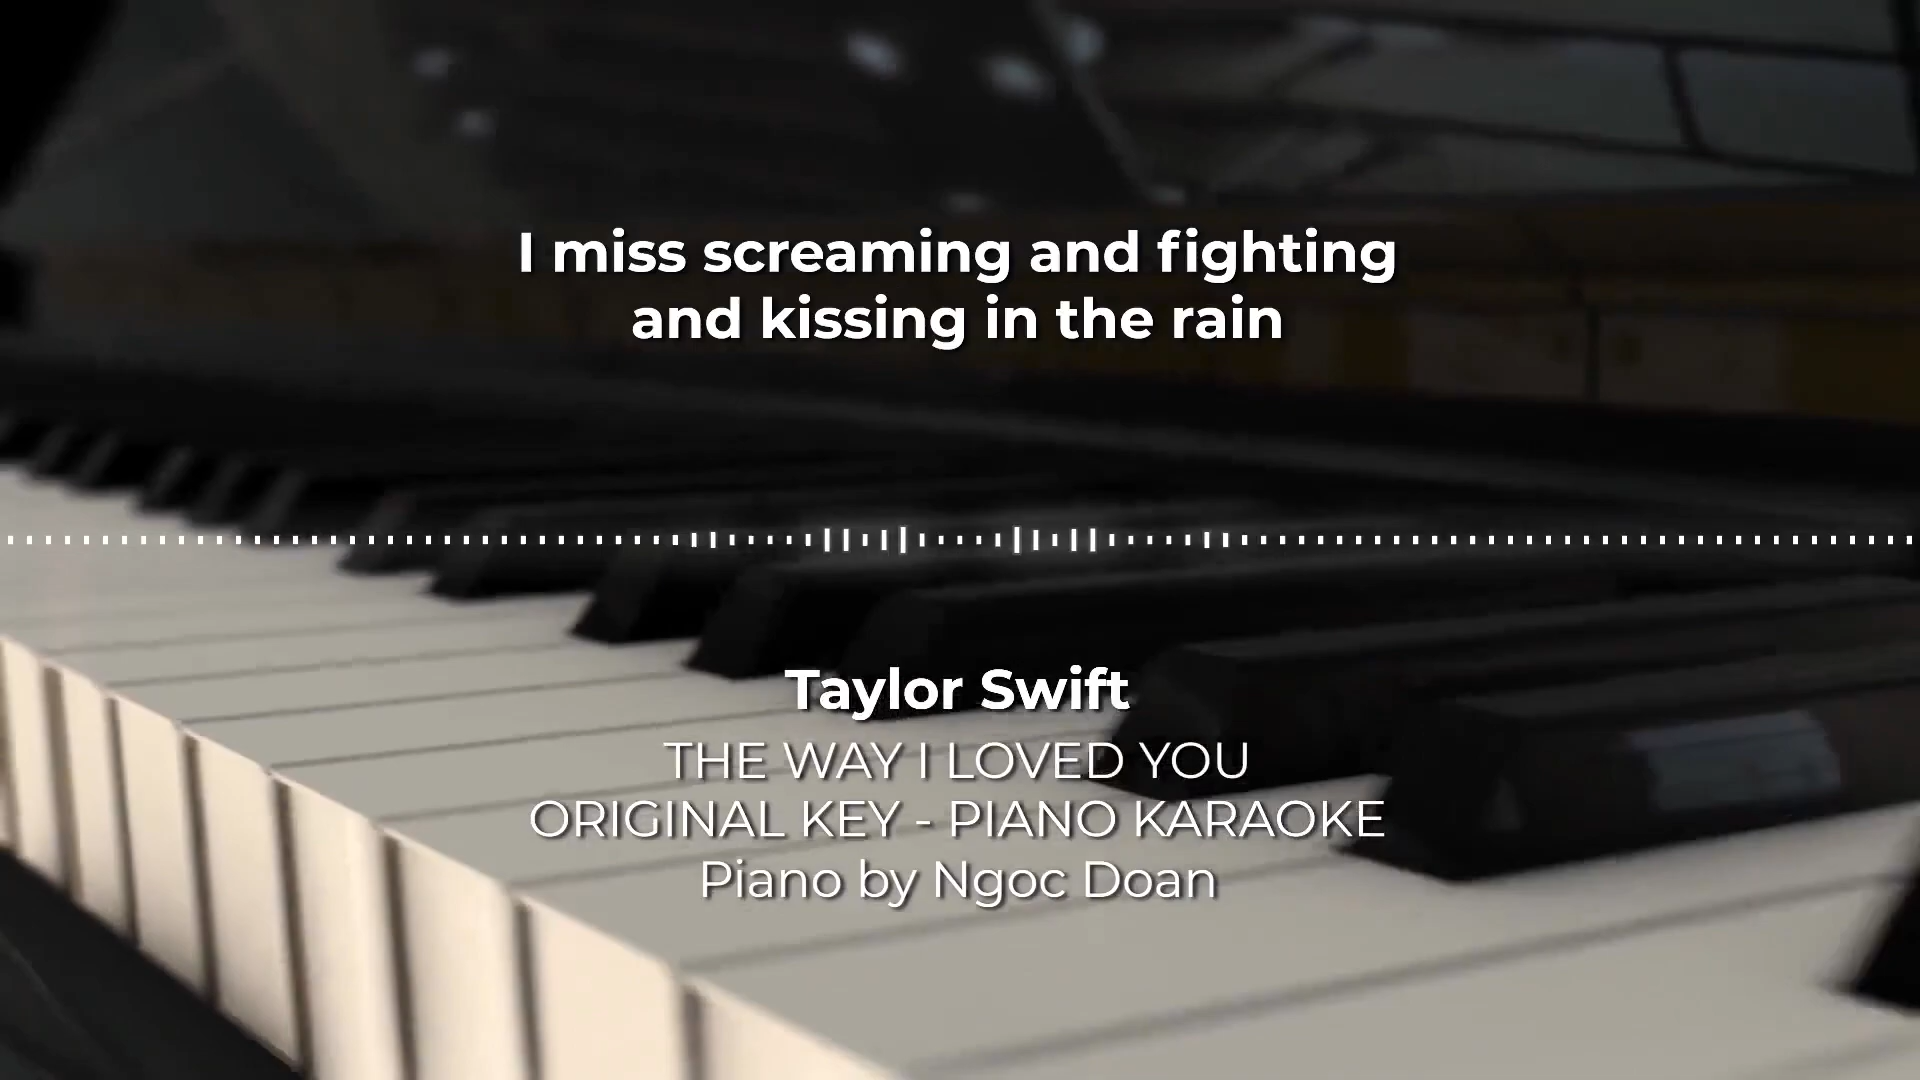 I miss screaming and fighting
and kissing in the rain
Taylor Swift
THE WAY I LOVED YOU
ORIGINAL KEY - PIANO KARAOKE
Piano by Ngoc Doan